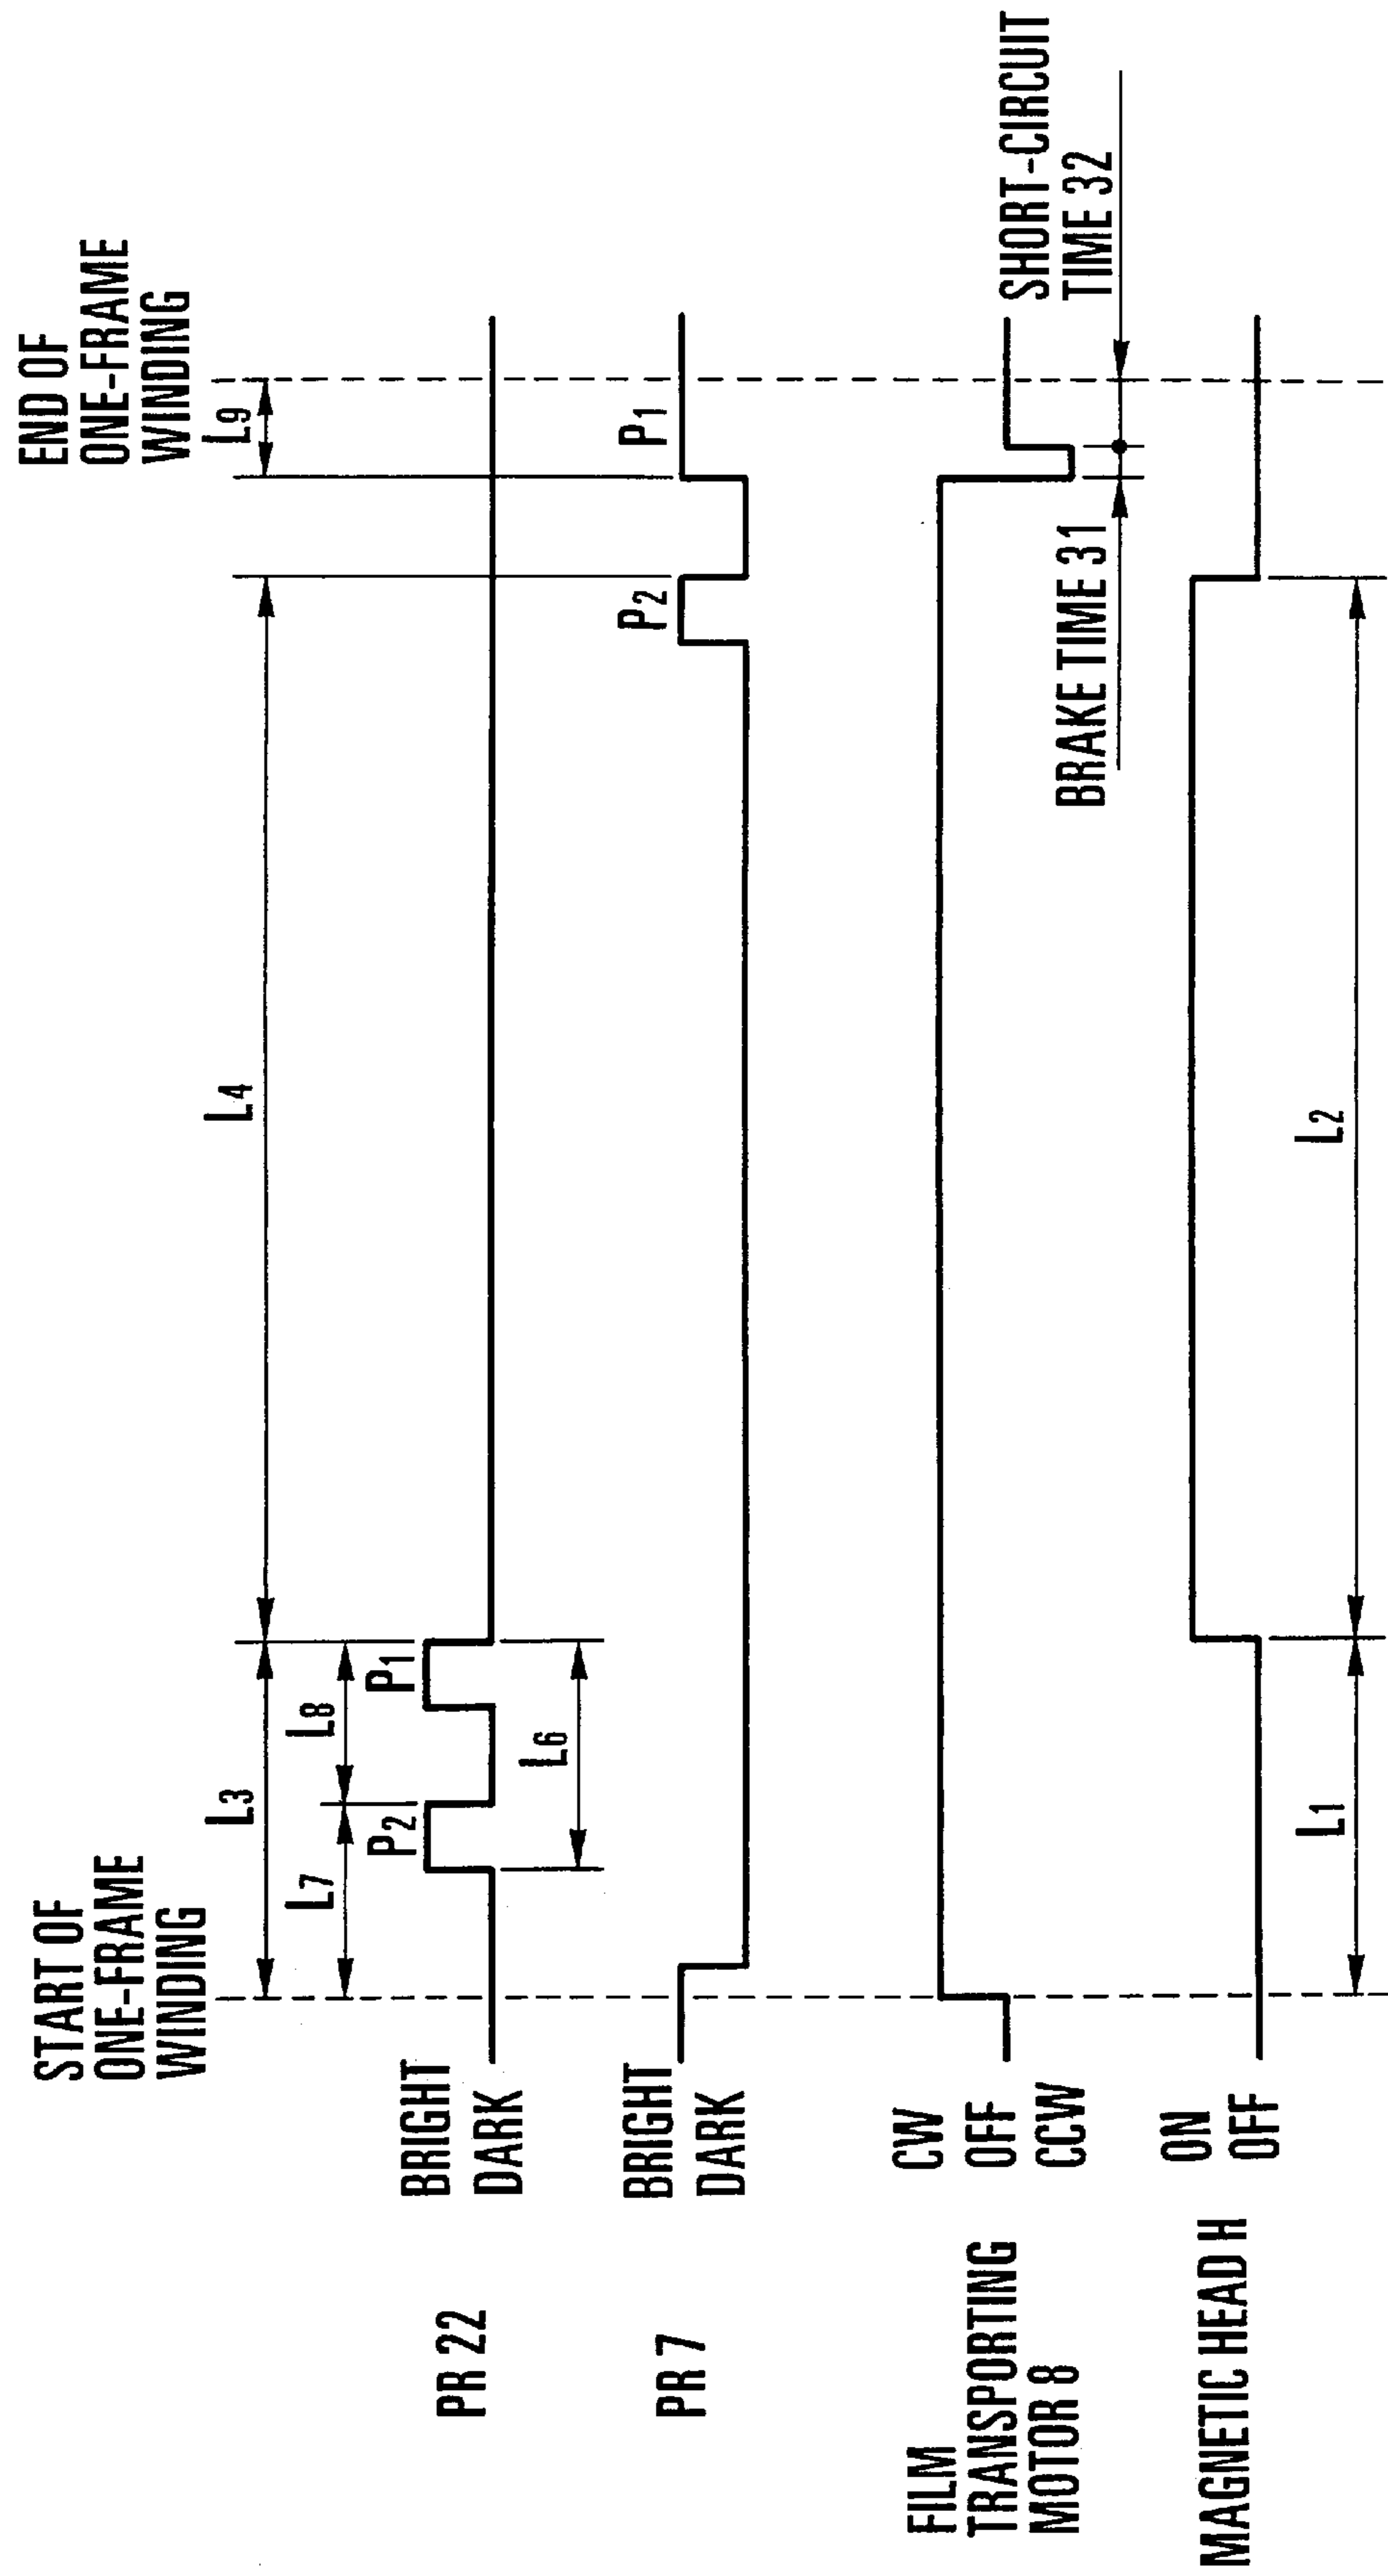 START OF
ONE-FRAME
WINDING
END OF
ONE-FRAME
WINDING
L3
L4
L9
L7
L8
PR 22
BRIGHT
DARK
P2
P1
L6
PR 7
BRIGHT
DARK
P2
P1
FILM
TRANSPORTING
MOTOR 8
CW
OFF
CCW
BRAKE TIME 31
SHORT-CIRCUIT
TIME 32
MAGNETIC HEAD H
ON
OFF
L1
L2